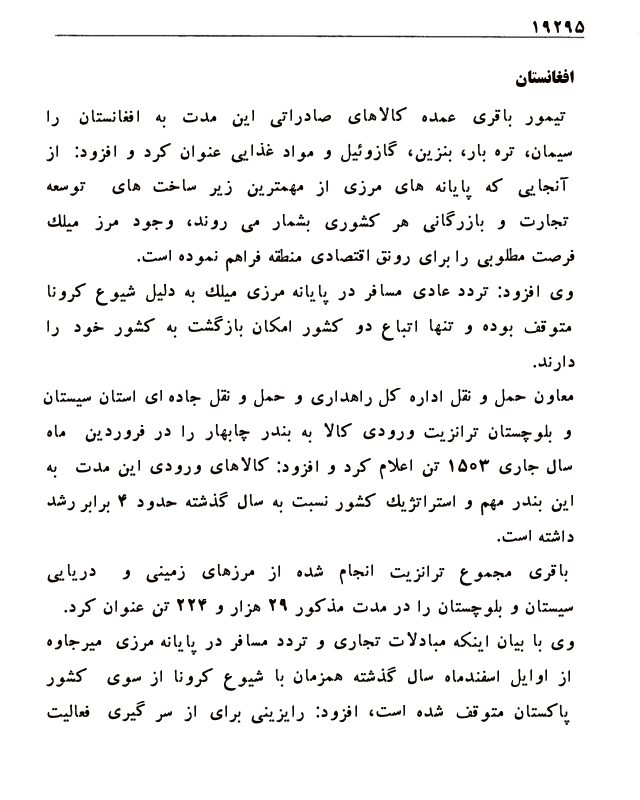 ۱۹۲۹۵
افغانستان
تیمور باقری عمده کالاهای صادراتی این مدت به افغانستان را
سیمان، تره بار، بنزین، گازوئیل و مواد غذایی عنوان کرد و افزود: از
آنجایی که پایانه های مرزی از مهمترین زیر ساخت های توسعه
تجارت و بازرگانی هر کشوری بشمار می روند، وجود مرز میلك
فرصت مطلوبی را برای رونق اقتصادی منطقه فراهم نموده است.
وی افزود: تردد عادی مسافر در پایانه مرزی میلك به دلیل شیوع کرونا
متوقف بوده و تنها اتباع دو کشور امکان بازگشت به کشور خود را
دارند.
معاون حمل و نقل اداره کل راهداری و حمل و نقل جاده ای استان سیستان
و بلوچستان ترانزیت ورودی کالا به بندر چابهار را در فروردین ماه
سال جاری ۱۵۰۳ تن اعلام کرد و افزود: کالاهای ورودی این مدت به
این بندر مهم و استراتژیك کشور نسبت به سال گذشته حدود ۴ برابر رشد
داشته است.
باقری مجموع ترانزیت انجام شده از مرزهای زمینی و دریایی
سیستان و بلوچستان را در مدت مذکور ۲۹ هزار و ۲۲۴ تن عنوان کرد.
وی با بیان اینکه مبادلات تجاری و تردد مسافر در پایانه مرزی میرجاوه
از اوایل اسفندماه سال گذشته همزمان با شیوع کرونا از سوی کشور
پاکستان متوقف شده است، افزود: رایزینی برای از سر گیری فعالیت